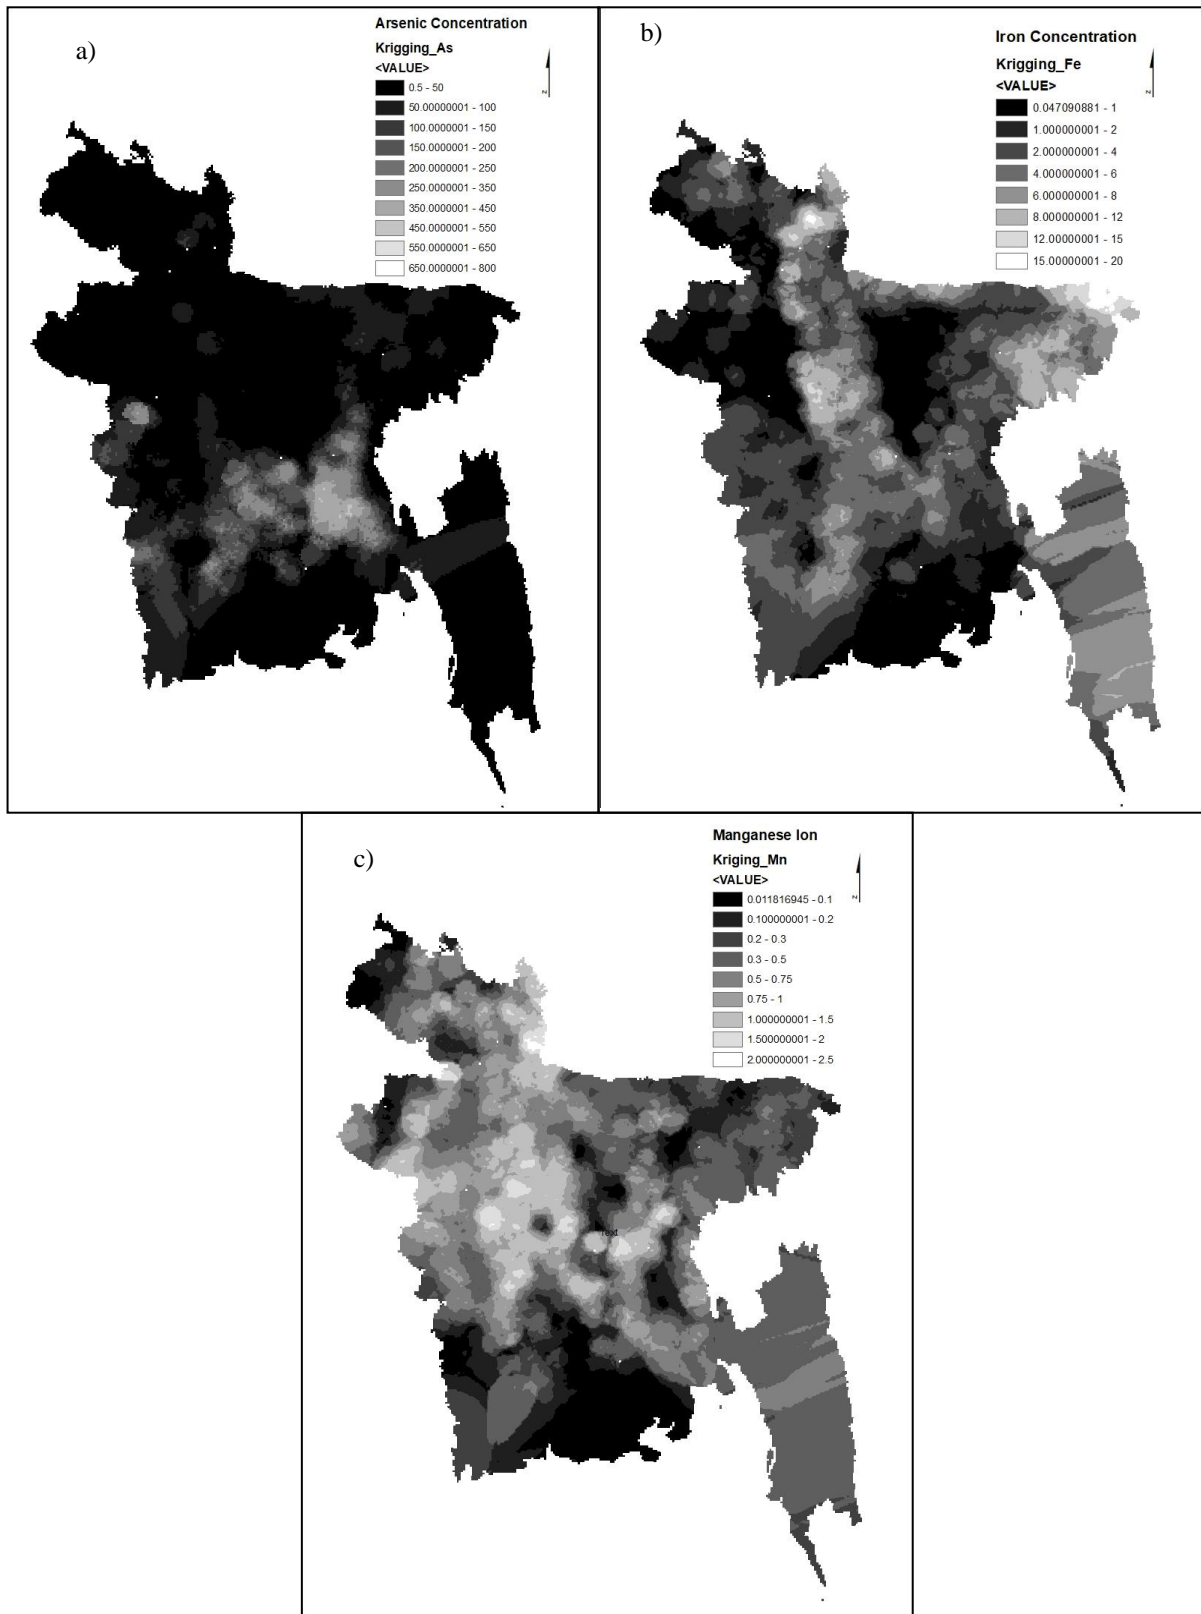 a)
Arsenic Concentration
Krigging_As
<VALUE>
0.5 - 50
50.0000001 - 100
100.0000001 - 150
150.0000001 - 200
200.0000001 - 250
250.0000001 - 350
350.0000001 - 450
450.0000001 - 550
550.0000001 - 650
650.0000001 - 800
z
b)
Iron Concentration
Krigging_Fe
<VALUE>
0.047090881 - 1
1.000000001 - 2
2.000000001 - 4
4.000000001 - 6
6.000000001 - 8
8.000000001 - 12
12.00000001 - 15
15.00000001 - 20
z
c)
Manganese Ion
Kriging_Mn
<VALUE>
0.011816945 - 0.1
0.100000001 - 0.2
0.2 - 0.3
0.3 - 0.5
0.5 - 0.75
0.75 - 1
1.000000001 - 1.5
1.500000001 - 2
2.000000001 - 2.5
z
Text